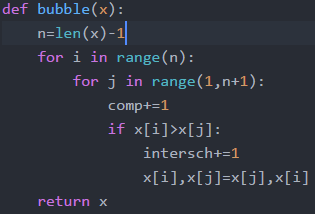 def bubble(x):
    n=len(x)-1
    for i in range(n):
        for j in range(1,n+1):
            comp+=1
            if x[i]>x[j]:
                intersch+=1
                x[i],x[j]=x[j],x[i]
    return x